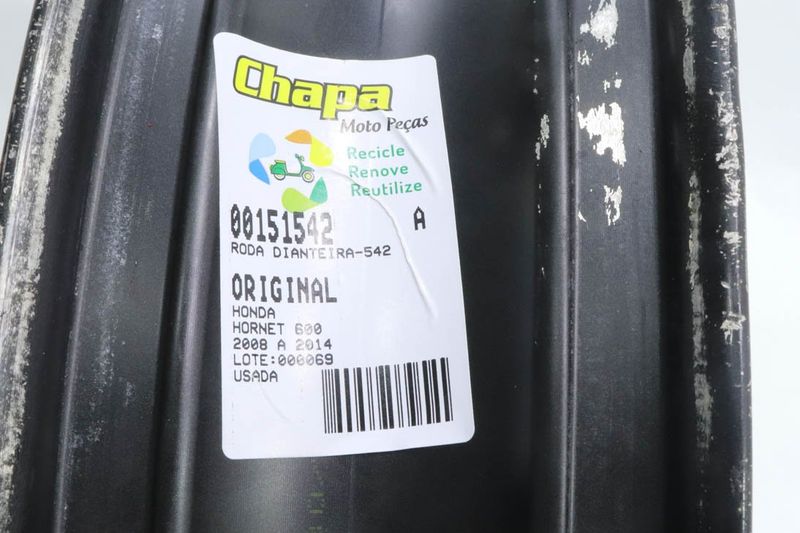 Chapa
Moto Peças
Recicle
Renove
Reutilize
00151542 A
RODA DIANTEIRA-542
ORIGINAL
HONDA
HORNET 600
2008 A 2014
LOTE:000069
USADA